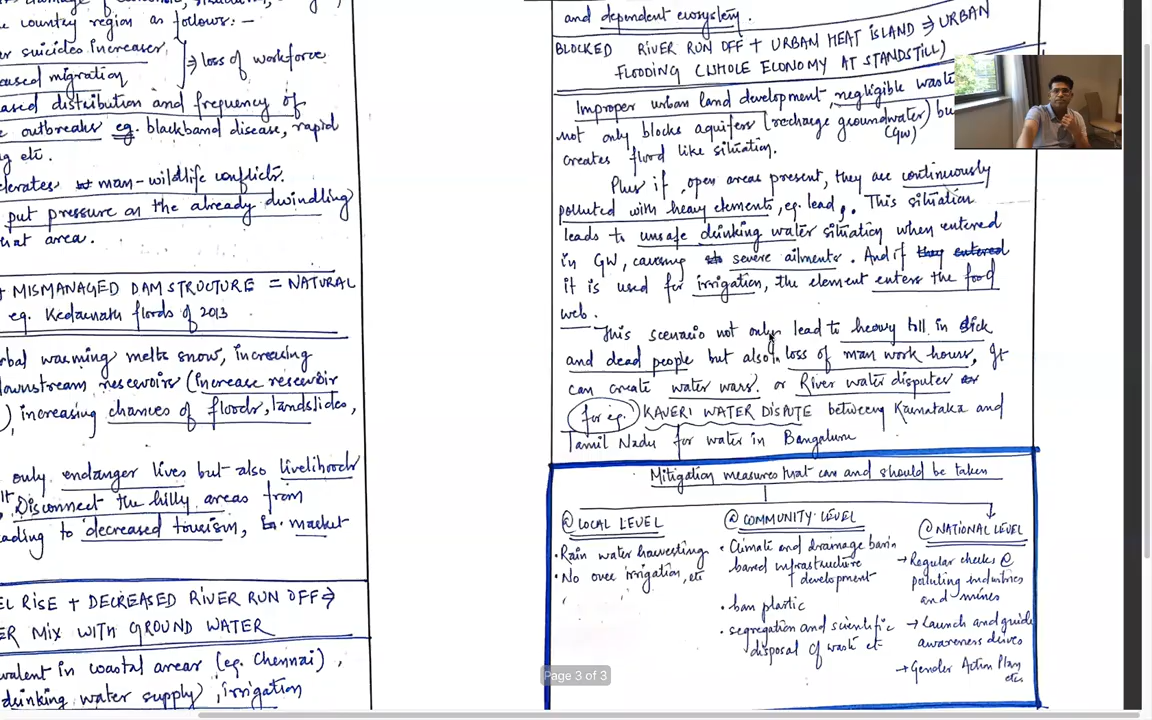 e country region as follows:-
er suicides increases
eased migration
⇒ loss of workforce
ased distribution and frequency of
e outbreaks eg. blackband disease, rapid
g etc.
lerates man-wildlife conflicts.
put pressure on the already dwindling
that area.
+ MISMANAGED DAM STRUCTURE = NATURAL
eg. Kedarnath floods of 2013
bal warming melts snow, increasing
downstream reservoirs (increase reservoir
), increasing chances of floods, landslides,
only endanger lives but also livelihoods
Disconnect the hilly areas from
eading to decreased tourism, market
EL RISE + DECREASED RIVER RUN OFF ⇒
ER MIX WITH GROUND WATER
valent in coastal areas (eg. Chennai),
drinking water supply), irrigation
and dependent ecosystem.
BLOCKED RIVER RUN OFF + URBAN HEAT ISLAND ⇒ URBAN
FLOODING (WHOLE ECONOMY AT STANDSTILL)
Improper urban land development, negligible waste
not only blocks aquifers (recharge groundwater) bu
(GW)
creates flood like situation.
Plus if, open areas present, they are continuously
polluted with heavy elements, eg. lead,. This situation
leads to unsafe drinking water situation when entered
in GW, causing severe ailments. And if they entered
it is used for irrigation, the element enters the food
web.
This scenario not only lead to heavy toll in sick
and dead people but also loss of man work hours, It
can create water wars. or River water disputes
for eg. KAVERI WATER DISPUTE between Karnataka and
Tamil Nadu for water in Bengaluru
Mitigation measures that can and should be taken
@ LOCAL LEVEL
• Rain water harvesting
• No over irrigation, etc
@ COMMUNITY LEVEL
• Climate and drainage basin
based infrastructure
development
• ban plastic
• segregation and scientific
disposal of waste etc
@ NATIONAL LEVEL
→ Regular checks @
polluting industries
and mines
→ Launch and guide
awareness drives
→ Gender Action Plan
etc
Page 3 of 3